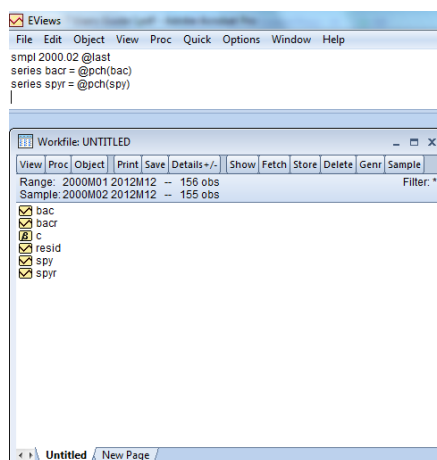 EViews
File Edit Object View Proc Quick Options Window Help
smpl 2000.02 @last
series bacr = @pch(bac)
series spyr = @pch(spy)
Workfile: UNTITLED
View Proc Object Print Save Details+/- Show Fetch Store Delete Genr Sample
Range: 2000M01 2012M12 -- 156 obs Filter: *
Sample: 2000M02 2012M12 -- 155 obs
bac
bacr
β c
resid
spy
spyr
Untitled New Page